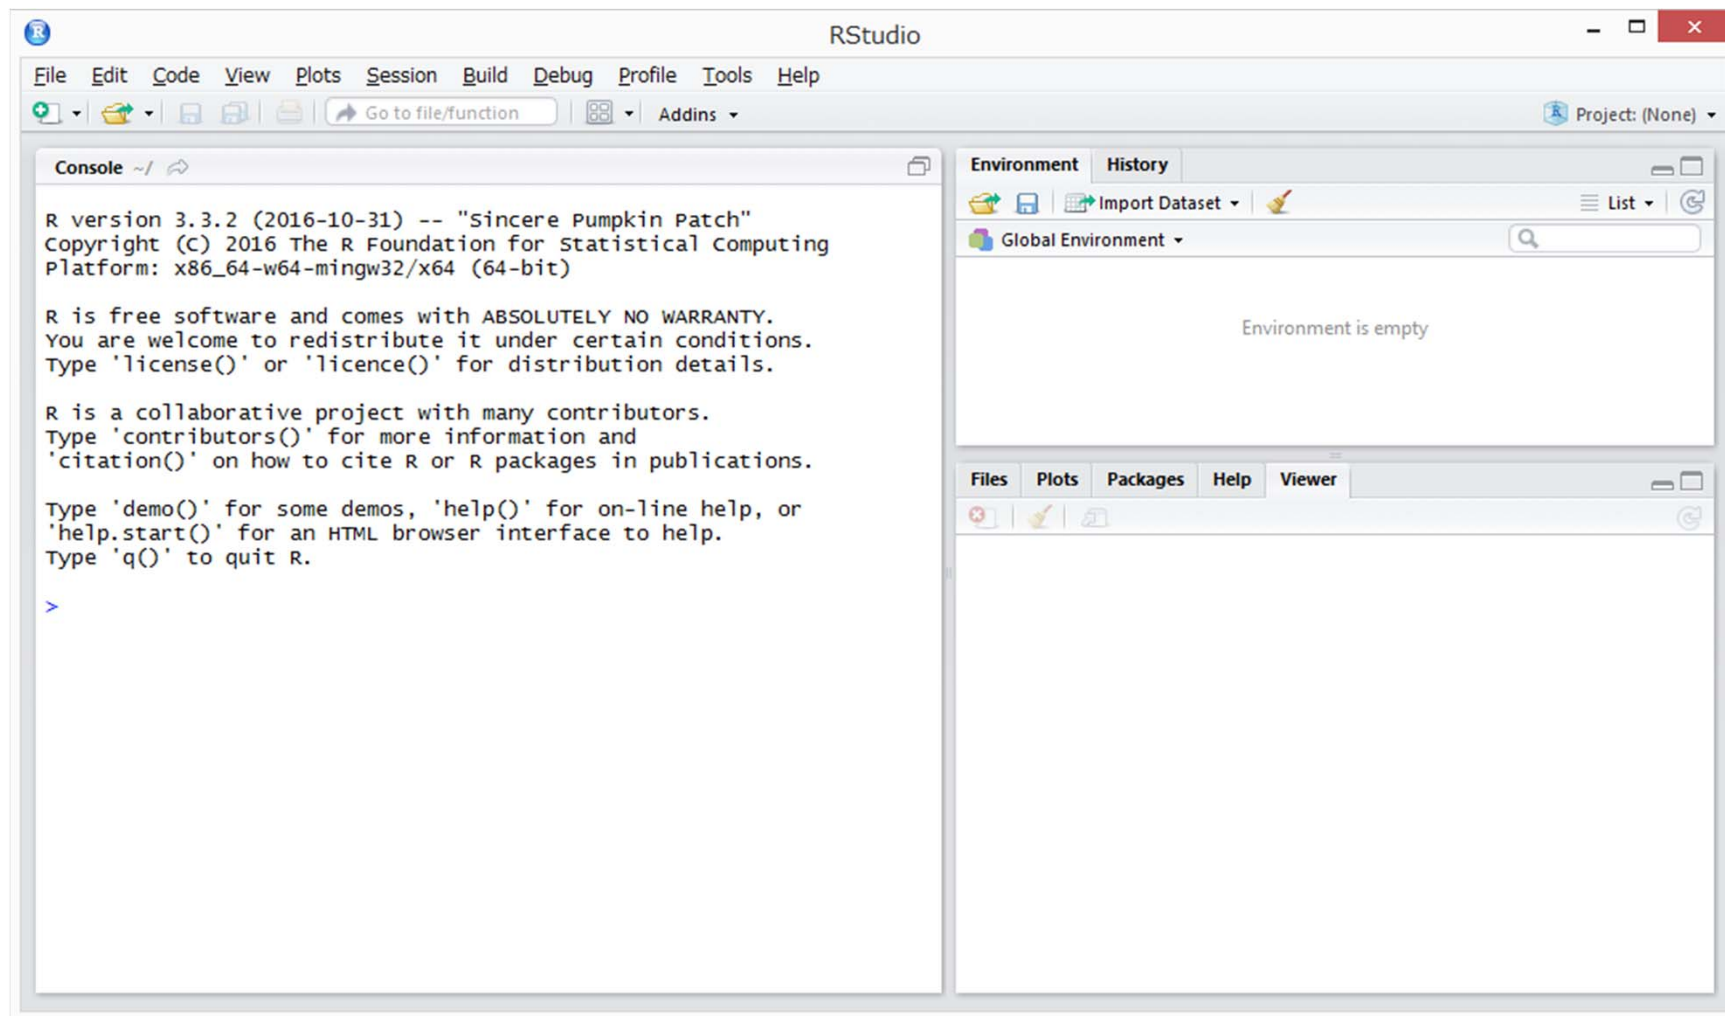 RStudio
File Edit Code View Plots Session Build Debug Profile Tools Help
Go to file/function Addins Project: (None)
Console ~/
R version 3.3.2 (2016-10-31) -- "Sincere Pumpkin Patch"
Copyright (C) 2016 The R Foundation for Statistical Computing
Platform: x86_64-w64-mingw32/x64 (64-bit)
R is free software and comes with ABSOLUTELY NO WARRANTY.
You are welcome to redistribute it under certain conditions.
Type 'license()' or 'licence()' for distribution details.
R is a collaborative project with many contributors.
Type 'contributors()' for more information and
'citation()' on how to cite R or R packages in publications.
Type 'demo()' for some demos, 'help()' for on-line help, or
'help.start()' for an HTML browser interface to help.
Type 'q()' to quit R.
>
Environment History
Import Dataset List
Global Environment
Environment is empty
Files Plots Packages Help Viewer